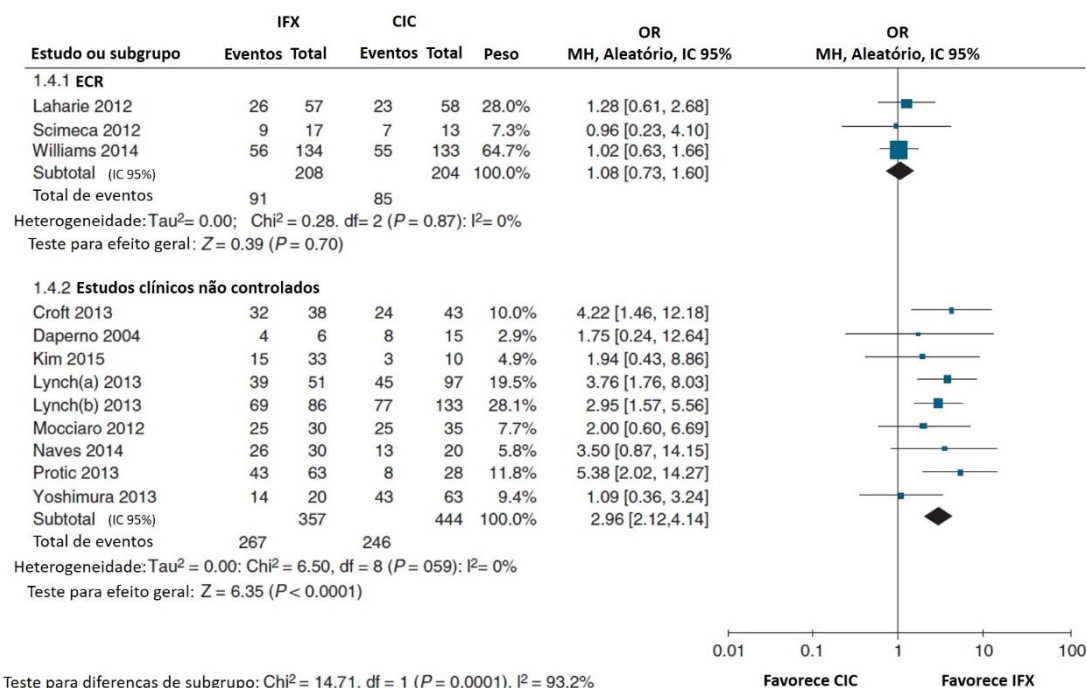 IFX CIC OR OR
Estudo ou subgrupo Eventos Total Eventos Total Peso MH, Aleatório, IC 95% MH, Aleatório, IC 95%
1.4.1 ECR
Laharie 2012 26 57 23 58 28.0% 1.28 [0.61, 2.68]
Scimeca 2012 9 17 7 13 7.3% 0.96 [0.23, 4.10]
Williams 2014 56 134 55 133 64.7% 1.02 [0.63, 1.66]
Subtotal (IC 95%) 208 204 100.0% 1.08 [0.73, 1.60]
Total de eventos 91 85
Heterogeneidade: Tau²= 0.00; Chi² = 0.28. df= 2 (P = 0.87): I²= 0%
Teste para efeito geral: Z = 0.39 (P = 0.70)
1.4.2 Estudos clínicos não controlados
Croft 2013 32 38 24 43 10.0% 4.22 [1.46, 12.18]
Daperno 2004 4 6 8 15 2.9% 1.75 [0.24, 12.64]
Kim 2015 15 33 3 10 4.9% 1.94 [0.43, 8.86]
Lynch(a) 2013 39 51 45 97 19.5% 3.76 [1.76, 8.03]
Lynch(b) 2013 69 86 77 133 28.1% 2.95 [1.57, 5.56]
Mocciaro 2012 25 30 25 35 7.7% 2.00 [0.60, 6.69]
Naves 2014 26 30 13 20 5.8% 3.50 [0.87, 14.15]
Protic 2013 43 63 8 28 11.8% 5.38 [2.02, 14.27]
Yoshimura 2013 14 20 43 63 9.4% 1.09 [0.36, 3.24]
Subtotal (IC 95%) 357 444 100.0% 2.96 [2.12,4.14]
Total de eventos 267 246
Heterogeneidade: Tau² = 0.00: Chi² = 6.50, df = 8 (P = 059): I²= 0%
Teste para efeito geral: Z = 6.35 (P < 0.0001)
0.01 0.1 1 10 100
Favorece CIC Favorece IFX
Teste para diferenças de subgrupo: Chi² = 14.71. df = 1 (P = 0.0001). I² = 93.2%